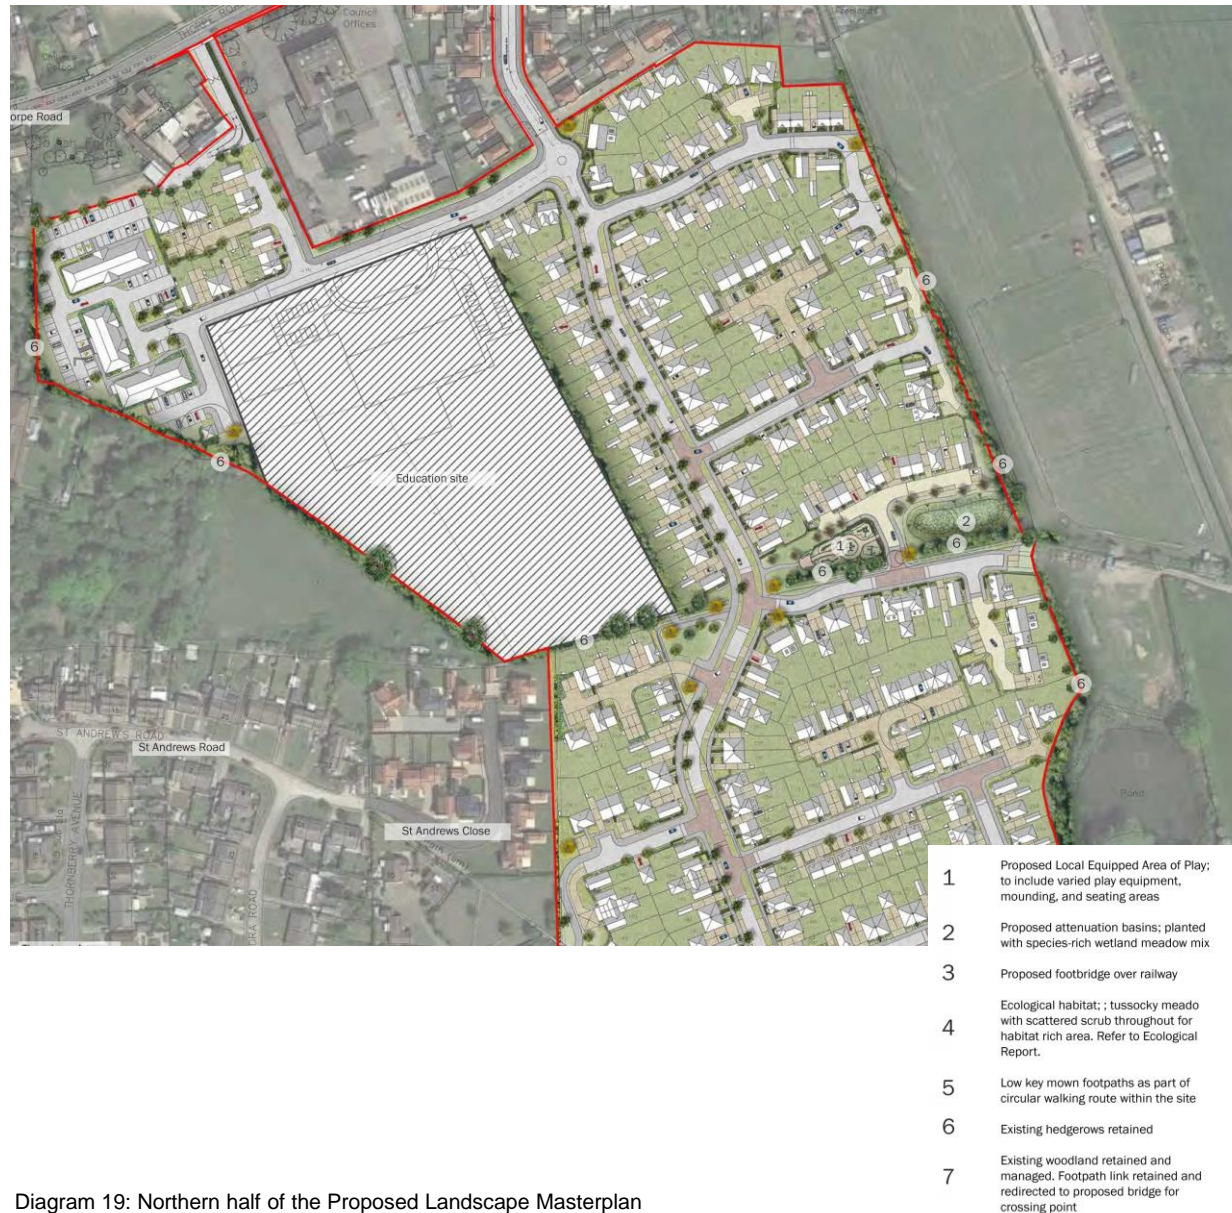 THORPE ROAD
Council
Offices
orpe Road
6
6
6
Education site
6
2
1
6
6
6
6
ST ANDREWS ROAD
St Andrews Road
THORNBERRY AVENUE
St Andrews Close
DRA ROAD
Pond
1 Proposed Local Equipped Area of Play;
to include varied play equipment,
mounding, and seating areas
2 Proposed attenuation basins; planted
with species-rich wetland meadow mix
3 Proposed footbridge over railway
4 Ecological habitat; ; tussocky meado
with scattered scrub throughout for
habitat rich area. Refer to Ecological
Report.
5 Low key mown footpaths as part of
circular walking route within the site
6 Existing hedgerows retained
7 Existing woodland retained and
managed. Footpath link retained and
redirected to proposed bridge for
crossing point
Diagram 19: Northern half of the Proposed Landscape Masterplan